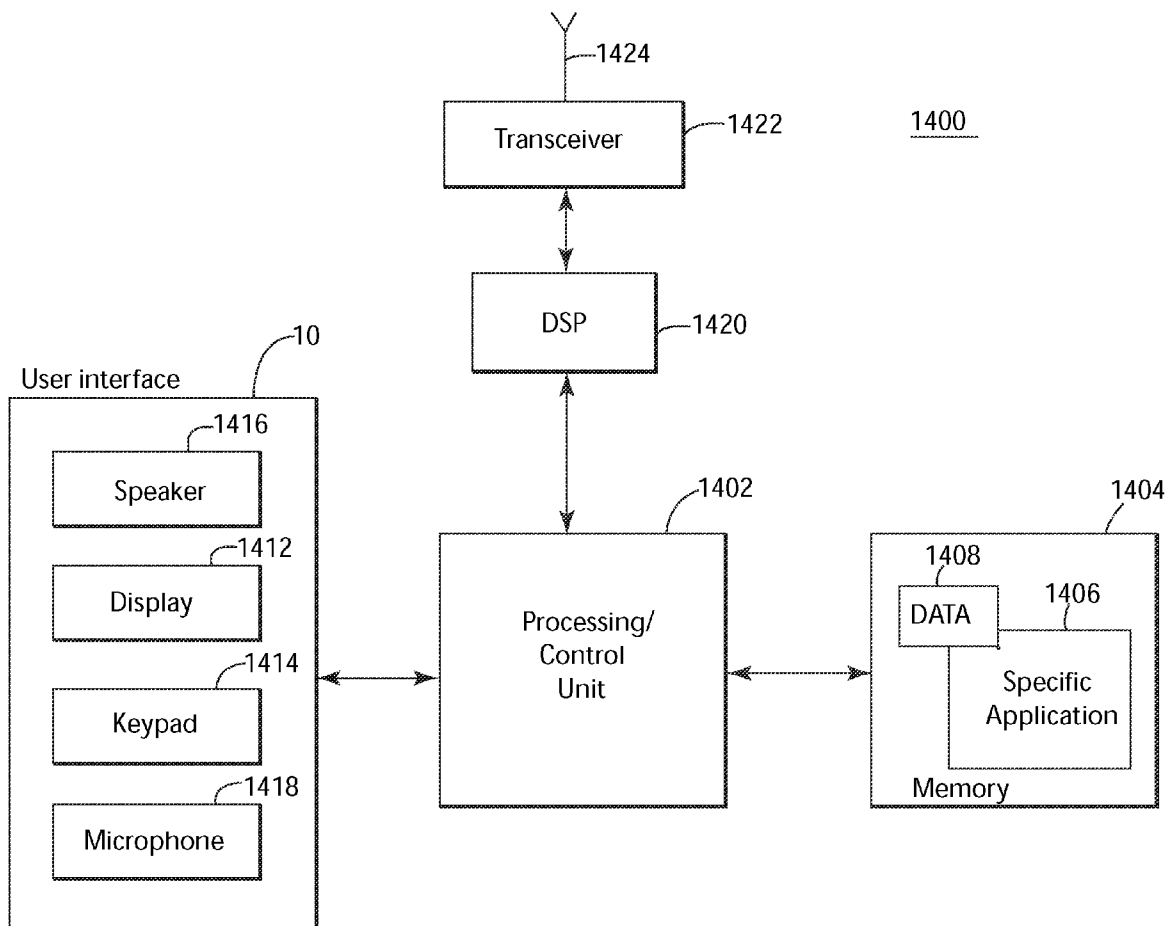 1424
Transceiver
1422
1400
DSP
1420
10
User interface
1416
Speaker
1412
Display
1414
Keypad
1418
Microphone
1402
Processing/
Control
Unit
1404
1408
DATA
1406
Specific
Application
Memory